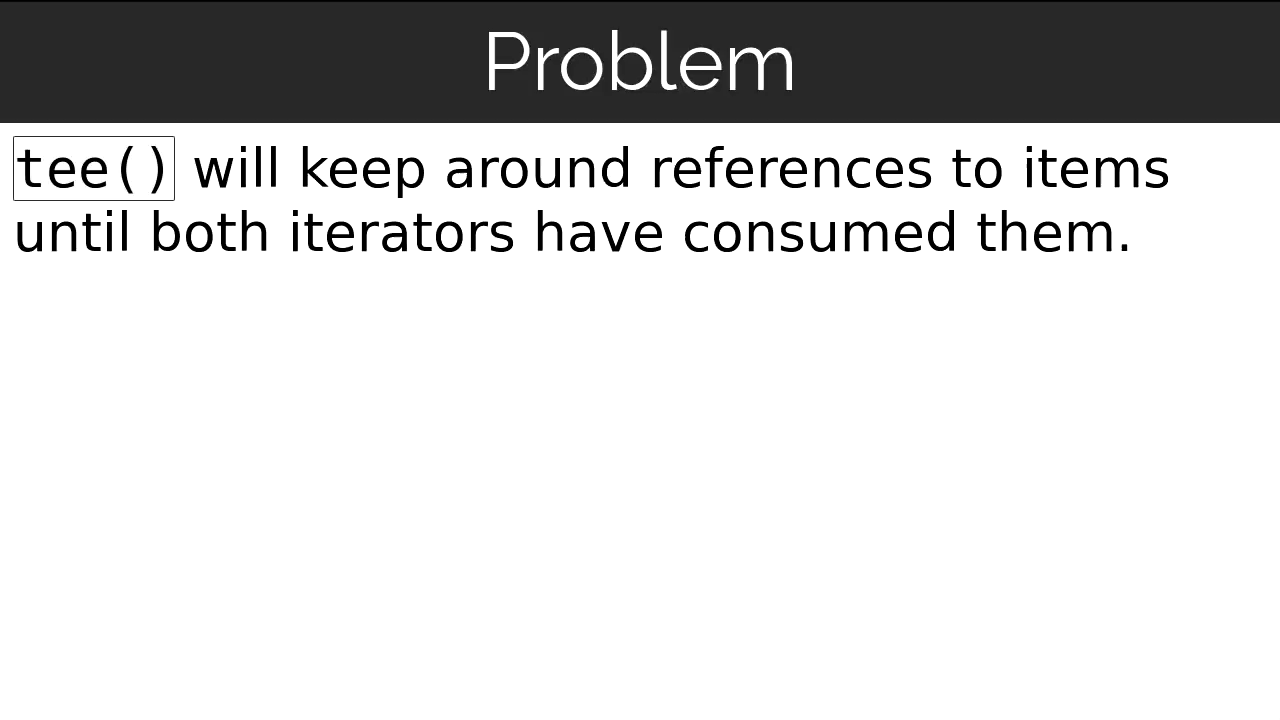 Problem
tee() will keep around references to items
until both iterators have consumed them.